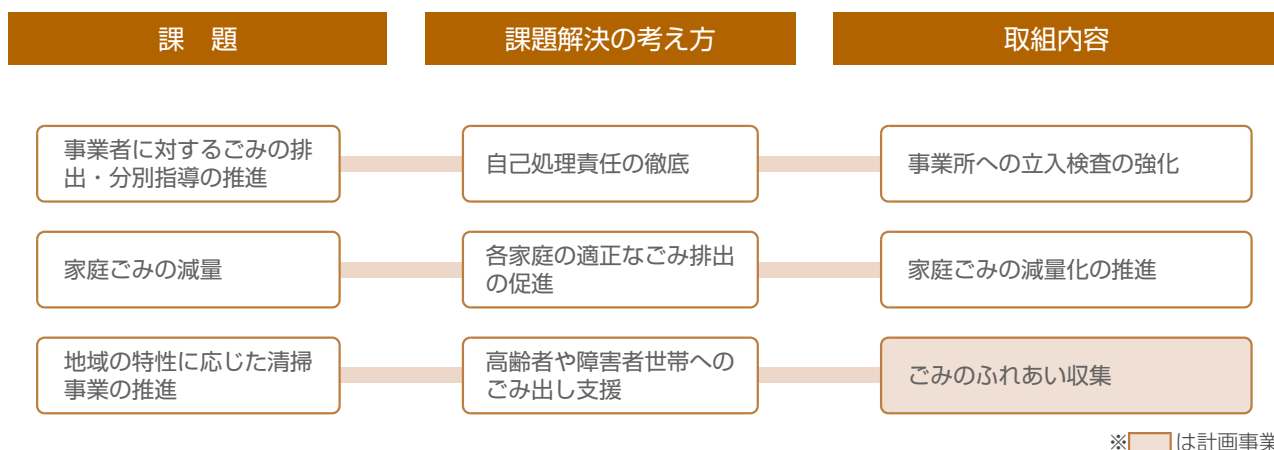 課 題
課題解決の考え方
取組内容
事業者に対するごみの排
出・分別指導の推進
自己処理責任の徹底
事業所への立入検査の強化
家庭ごみの減量
各家庭の適正なごみ排出
の促進
家庭ごみの減量化の推進
地域の特性に応じた清掃
事業の推進
高齢者や障害者世帯への
ごみ出し支援
ごみのふれあい収集
※ は計画事業